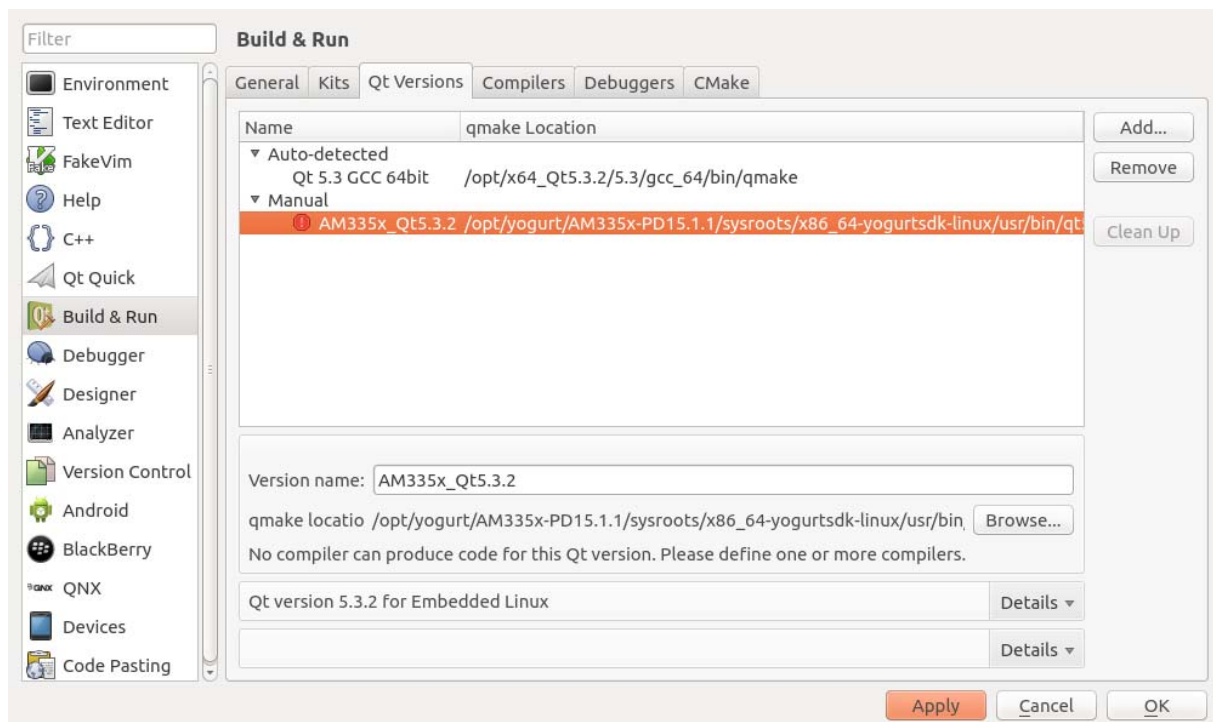 Filter
Environment
Text Editor
FakeVim
Help
C++
Qt Quick
Build & Run
Debugger
Designer
Analyzer
Version Control
Android
BlackBerry
QNX QNX
Devices
Code Pasting
Build & Run
General Kits Qt Versions Compilers Debuggers CMake
Name qmake Location
Auto-detected
Qt 5.3 GCC 64bit /opt/x64_Qt5.3.2/5.3/gcc_64/bin/qmake
Manual
AM335x_Qt5.3.2 /opt/yogurt/AM335x-PD15.1.1/sysroots/x86_64-yogurtsdk-linux/usr/bin/qt5
Add...
Remove
Clean Up
Version name: AM335x_Qt5.3.2
qmake locatio /opt/yogurt/AM335x-PD15.1.1/sysroots/x86_64-yogurtsdk-linux/usr/bin, Browse...
No compiler can produce code for this Qt version. Please define one or more compilers.
Qt version 5.3.2 for Embedded Linux Details
Details
Apply Cancel OK